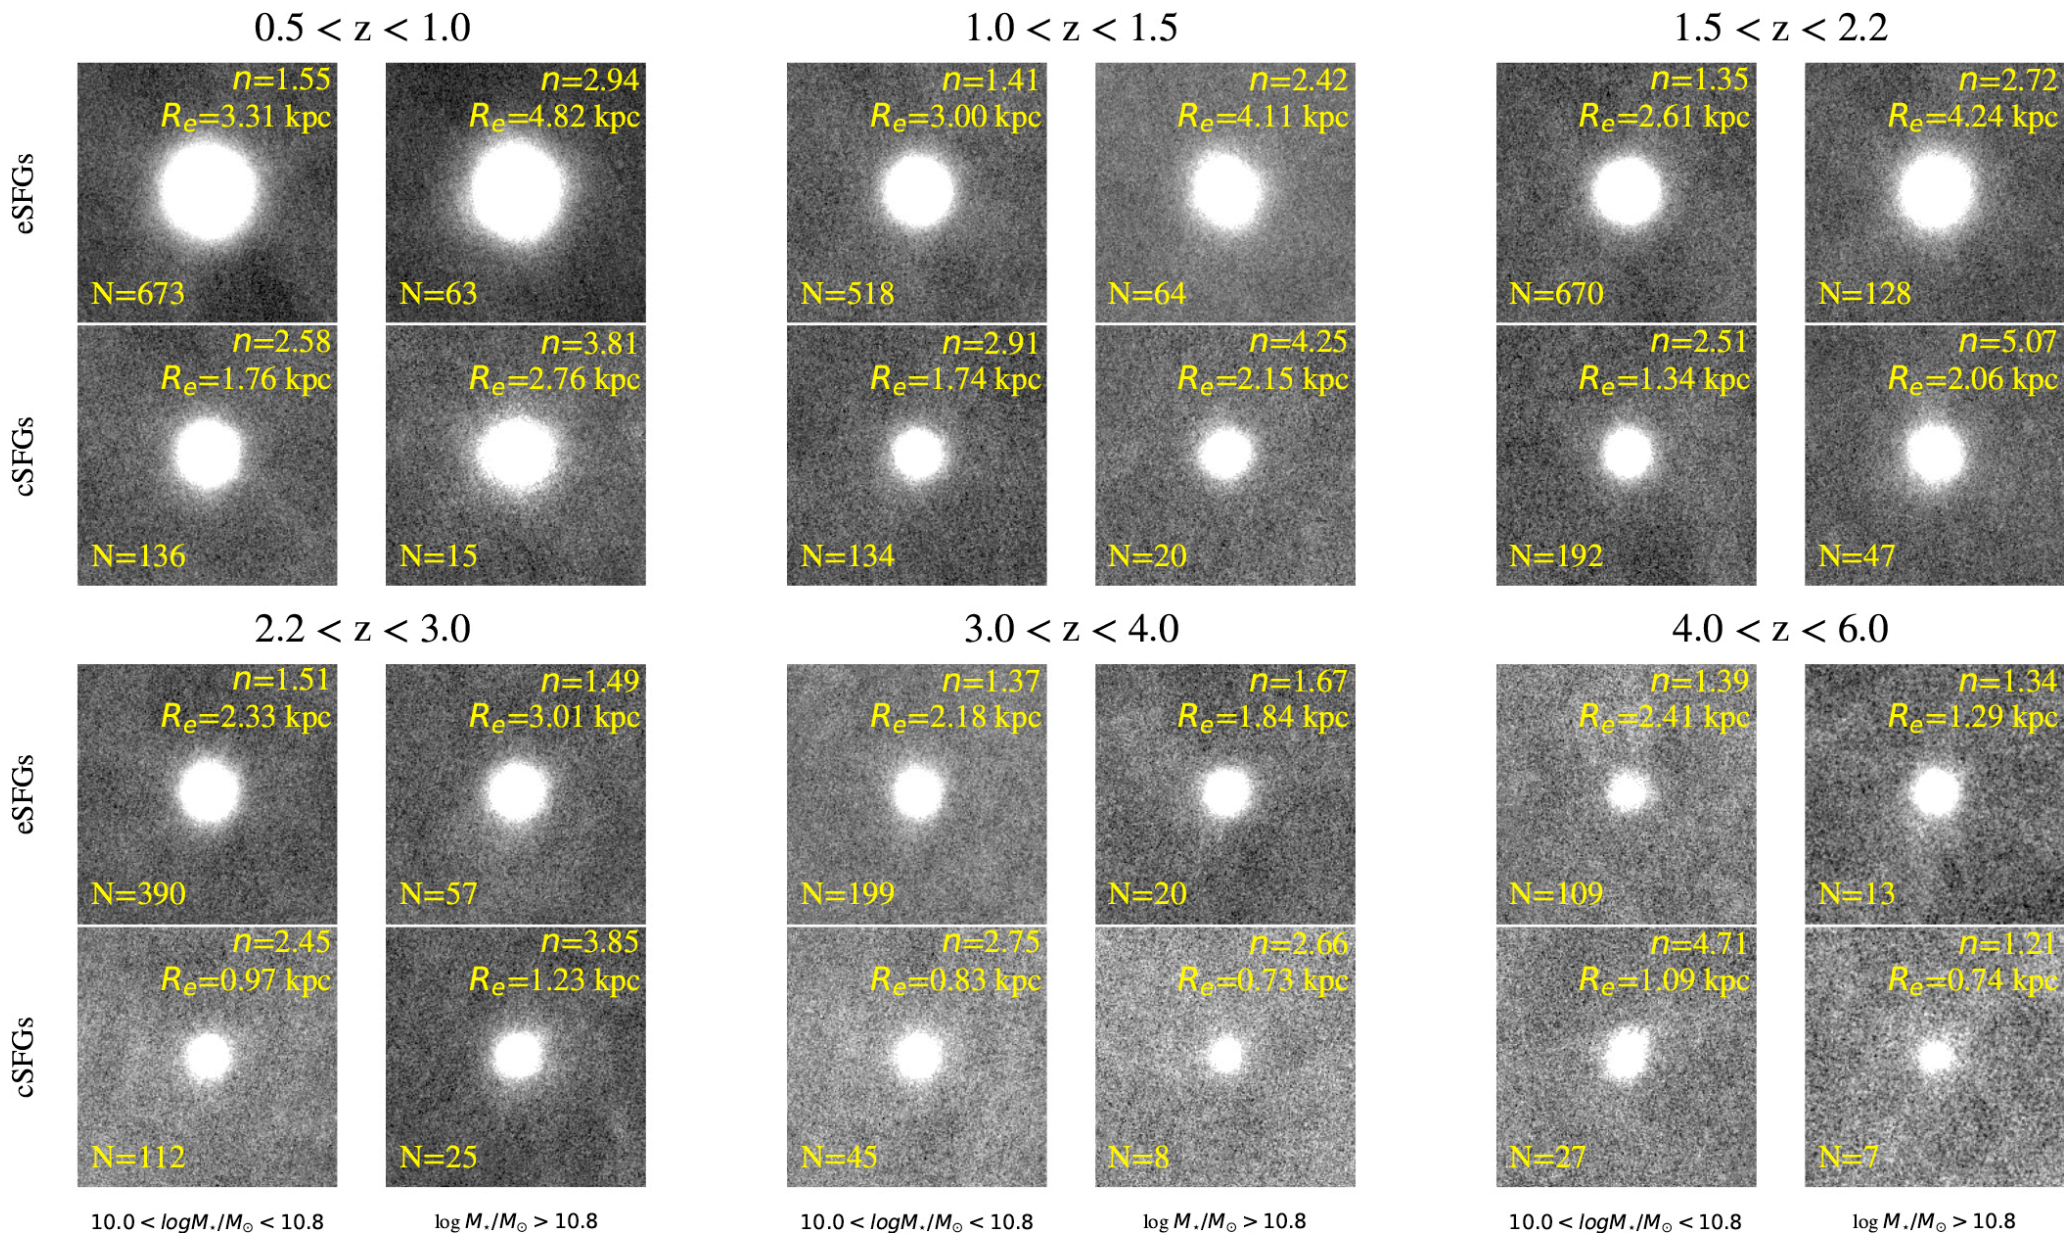 0.5 < z < 1.0
1.0 < z < 1.5
1.5 < z < 2.2
eSFGs
n=1.55
Re=3.31 kpc
N=673
n=2.94
Re=4.82 kpc
N=63
n=1.41
Re=3.00 kpc
N=518
n=2.42
Re=4.11 kpc
N=64
n=1.35
Re=2.61 kpc
N=670
n=2.72
Re=4.24 kpc
N=128
cSFGs
n=2.58
Re=1.76 kpc
N=136
n=3.81
Re=2.76 kpc
N=15
n=2.91
Re=1.74 kpc
N=134
n=4.25
Re=2.15 kpc
N=20
n=2.51
Re=1.34 kpc
N=192
n=5.07
Re=2.06 kpc
N=47
2.2 < z < 3.0
3.0 < z < 4.0
4.0 < z < 6.0
eSFGs
n=1.51
Re=2.33 kpc
N=390
n=1.49
Re=3.01 kpc
N=57
n=1.37
Re=2.18 kpc
N=199
n=1.67
Re=1.84 kpc
N=20
n=1.39
Re=2.41 kpc
N=109
n=1.34
Re=1.29 kpc
N=13
cSFGs
n=2.45
Re=0.97 kpc
N=112
n=3.85
Re=1.23 kpc
N=25
n=2.75
Re=0.83 kpc
N=45
n=2.66
Re=0.73 kpc
N=8
n=4.71
Re=1.09 kpc
N=27
n=1.21
Re=0.74 kpc
N=7
10.0 < logM⋆/M⊙ < 10.8
log M⋆/M⊙ > 10.8
10.0 < logM⋆/M⊙ < 10.8
log M⋆/M⊙ > 10.8
10.0 < logM⋆/M⊙ < 10.8
log M⋆/M⊙ > 10.8